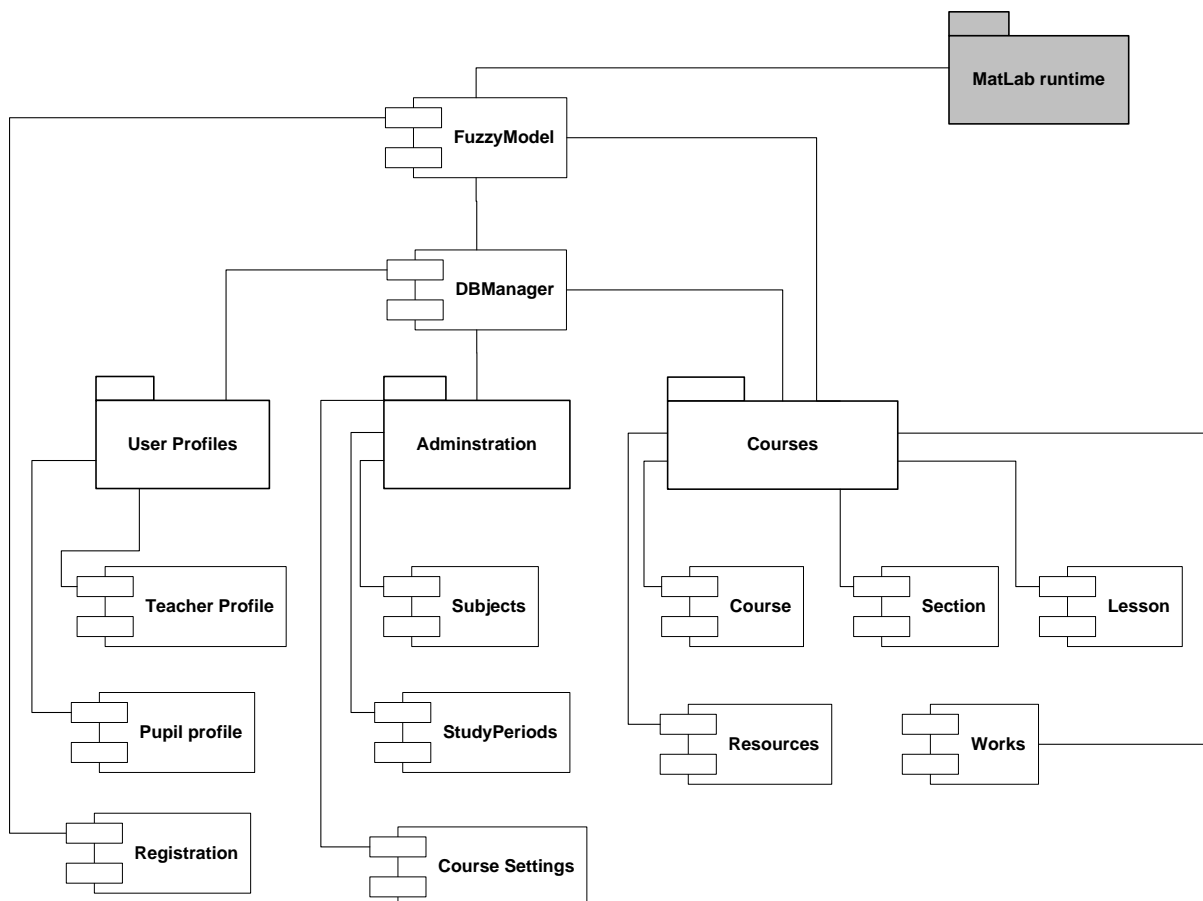 MatLab runtime
FuzzyModel
DBManager
User Profiles
Adminstration
Courses
Teacher Profile
Subjects
Course
Section
Lesson
Pupil profile
StudyPeriods
Resources
Works
Registration
Course Settings